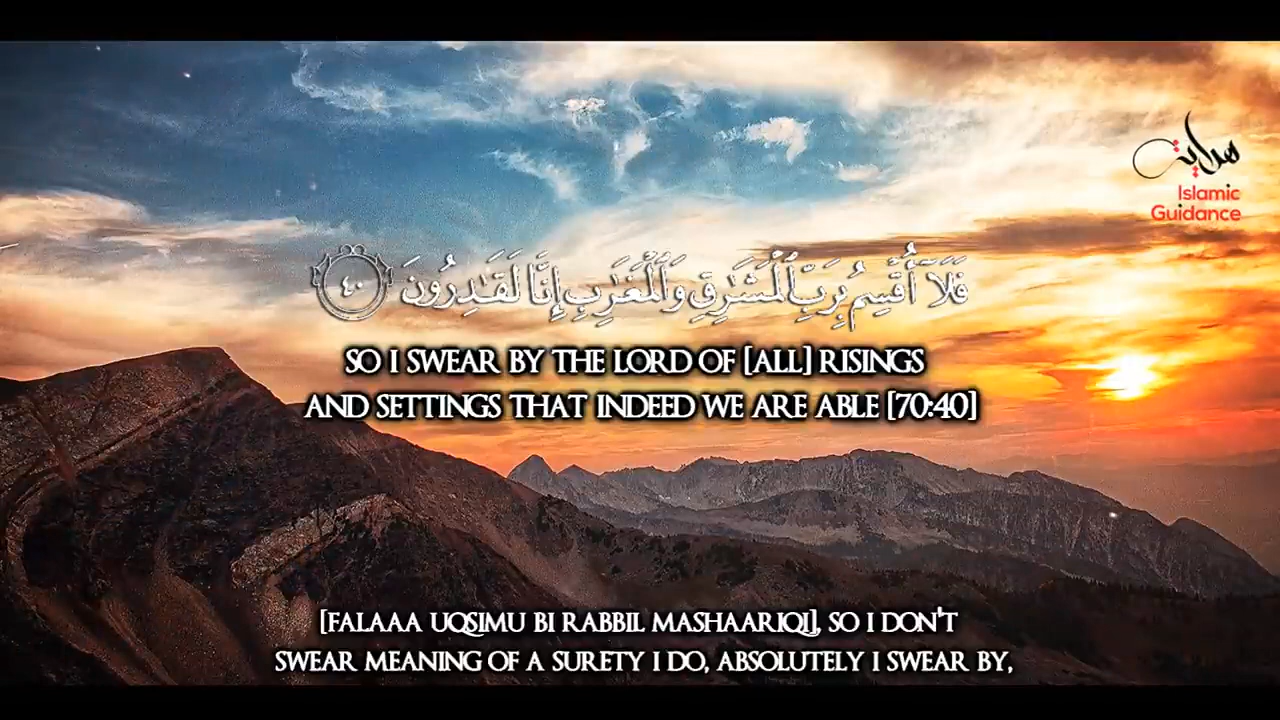 هداية
Islamic
Guidance
فَلَآ أُقْسِمُ بِرَبِّ ٱلْمَشَـٰرِقِ وَٱلْمَغَـٰرِبِ إِنَّا لَقَـٰدِرُونَ ٤٠
SO I SWEAR BY THE LORD OF [ALL] RISINGS
AND SETTINGS THAT INDEED WE ARE ABLE [70:40]
[FALAAA UQSIMU BI RABBIL MASHAARIQI], SO I DON'T
SWEAR MEANING OF A SURETY I DO, ABSOLUTELY I SWEAR BY,